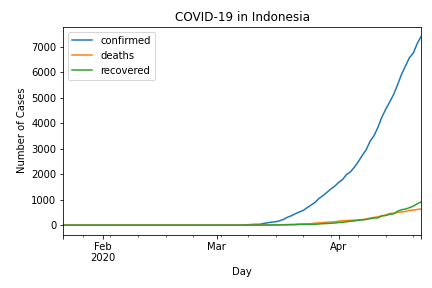 COVID-19 in Indonesia
confirmed
deaths
recovered
Number of Cases
7000
6000
5000
4000
3000
2000
1000
0
Feb
2020
Mar
Apr
Day